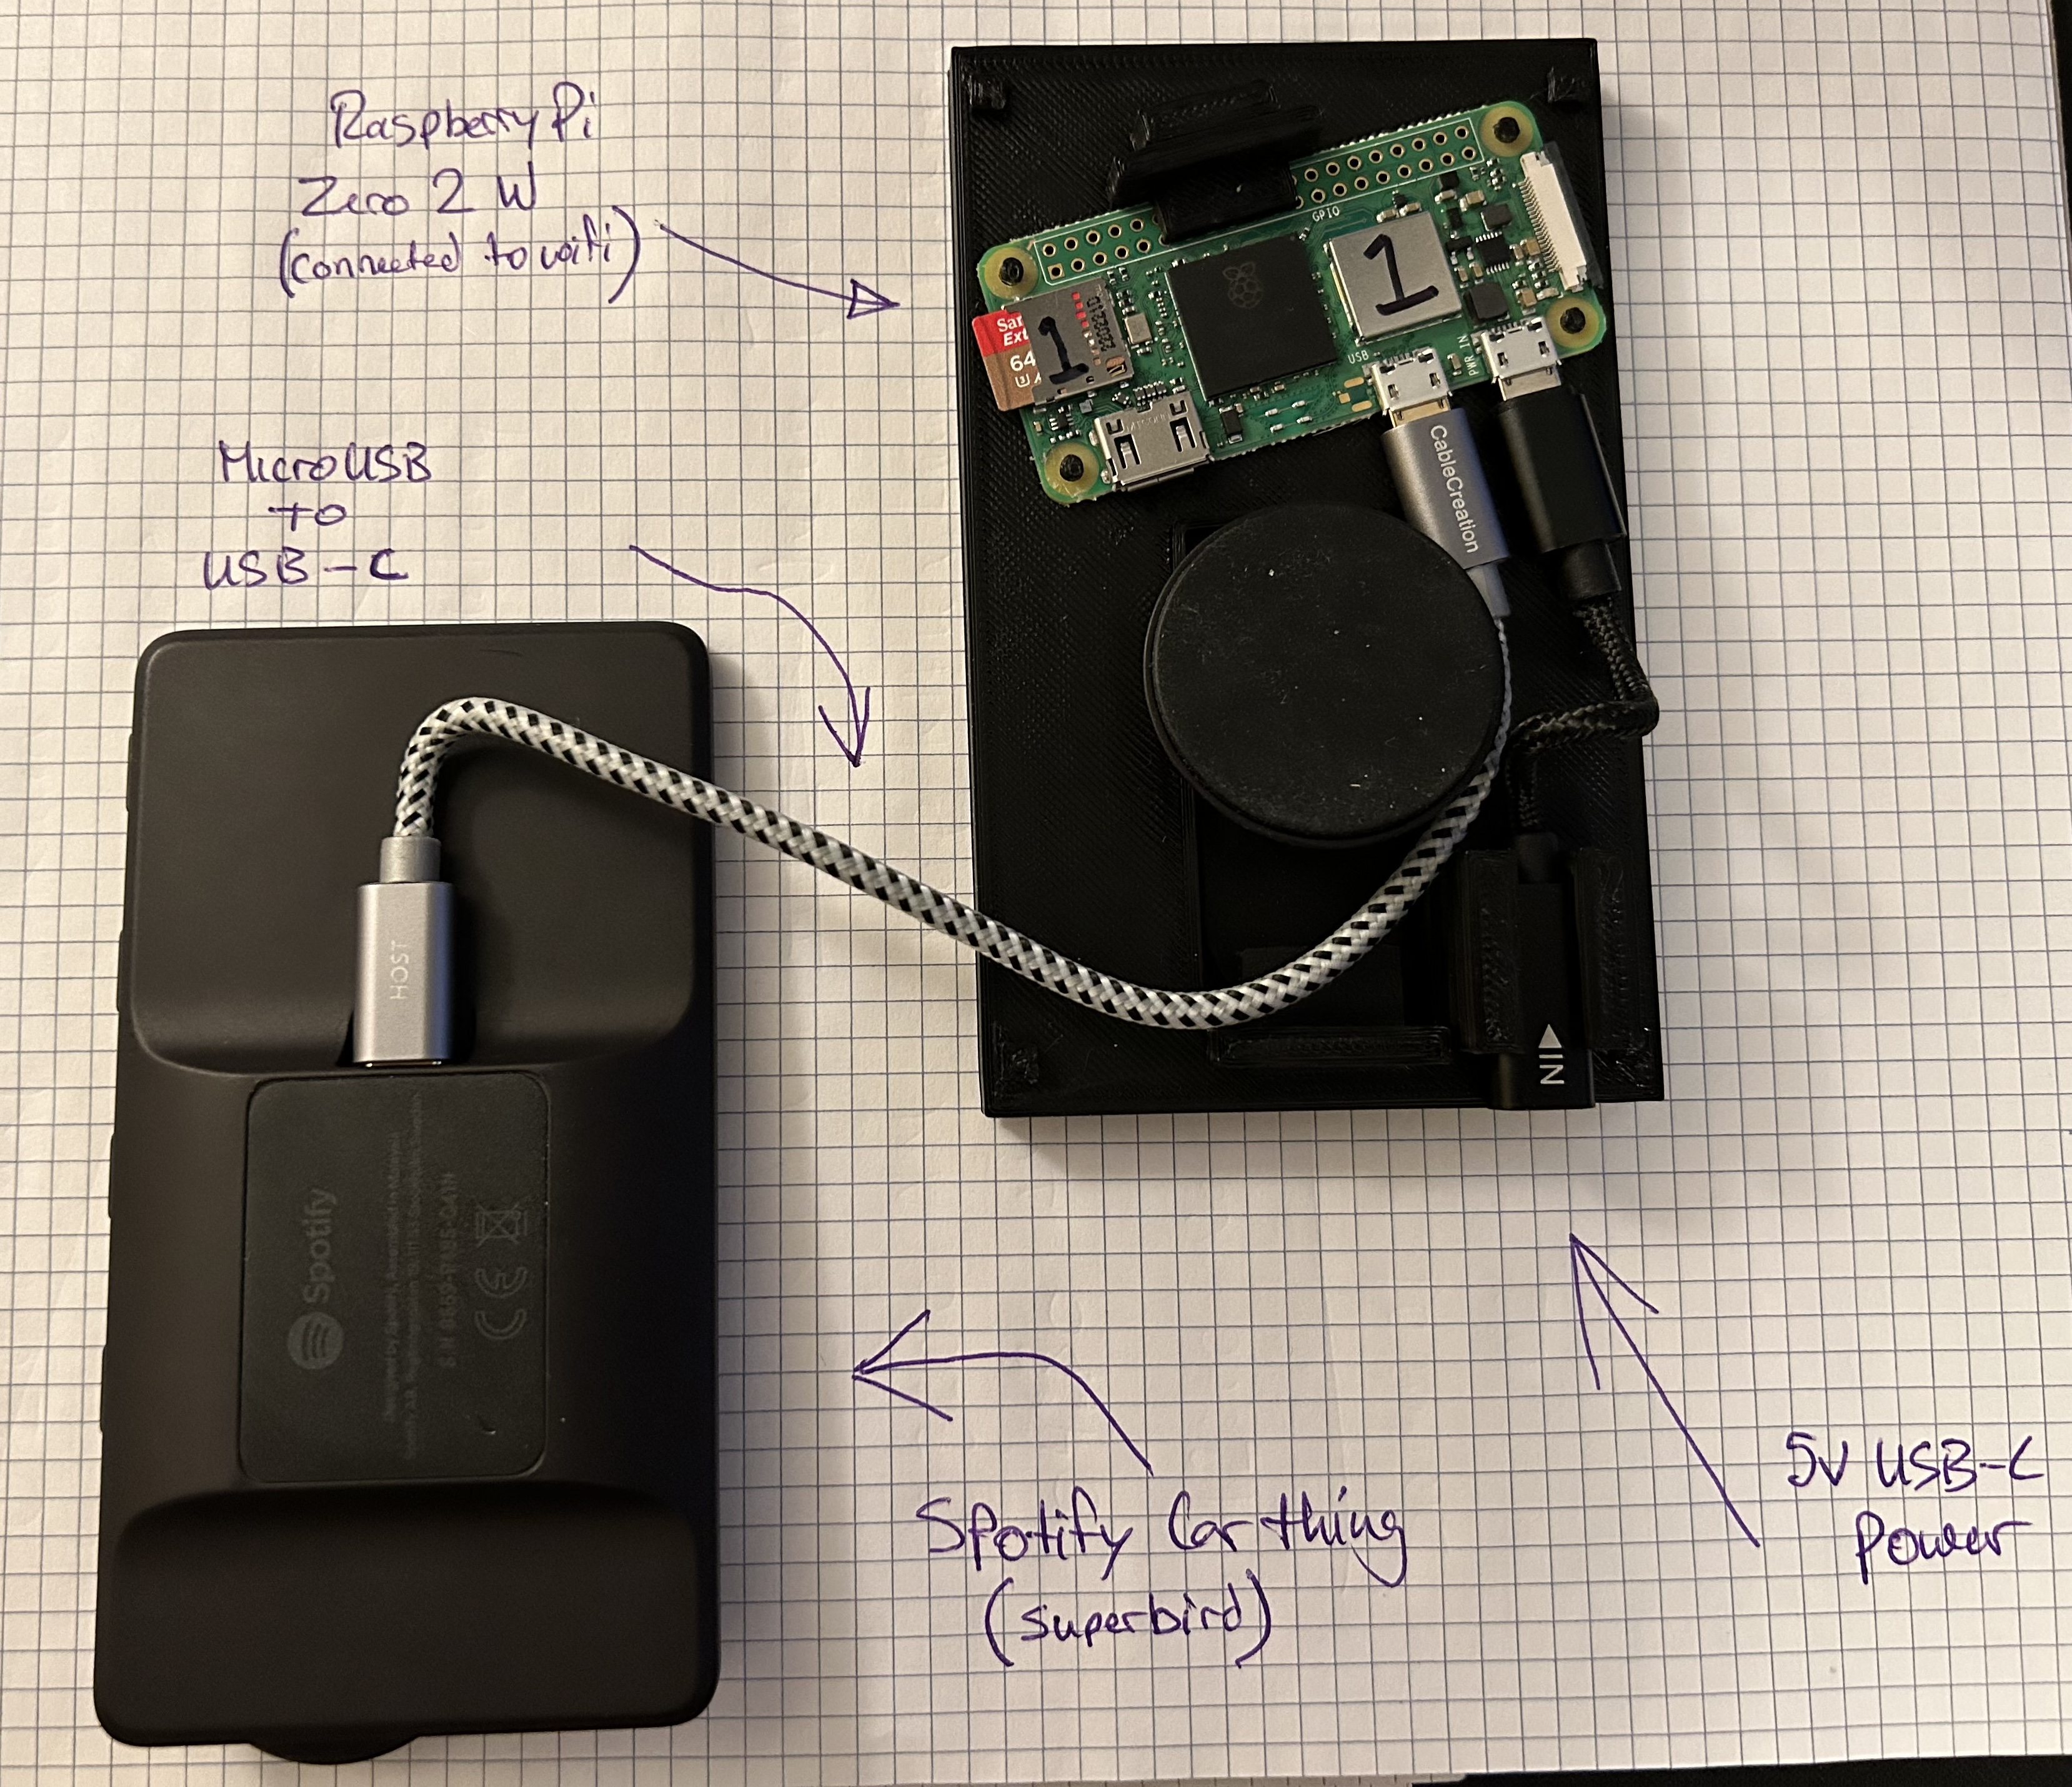 Raspberry Pi
Zero 2 W
(connected to wifi)
MicroUSB
TO
USB-C
GPIO
1
1
San
Ext
64
USB
PWR IN
CableCreation
HOST
IN
Spotify
CE
Spotify Car thing
(superbird)
5V USB-C
Power